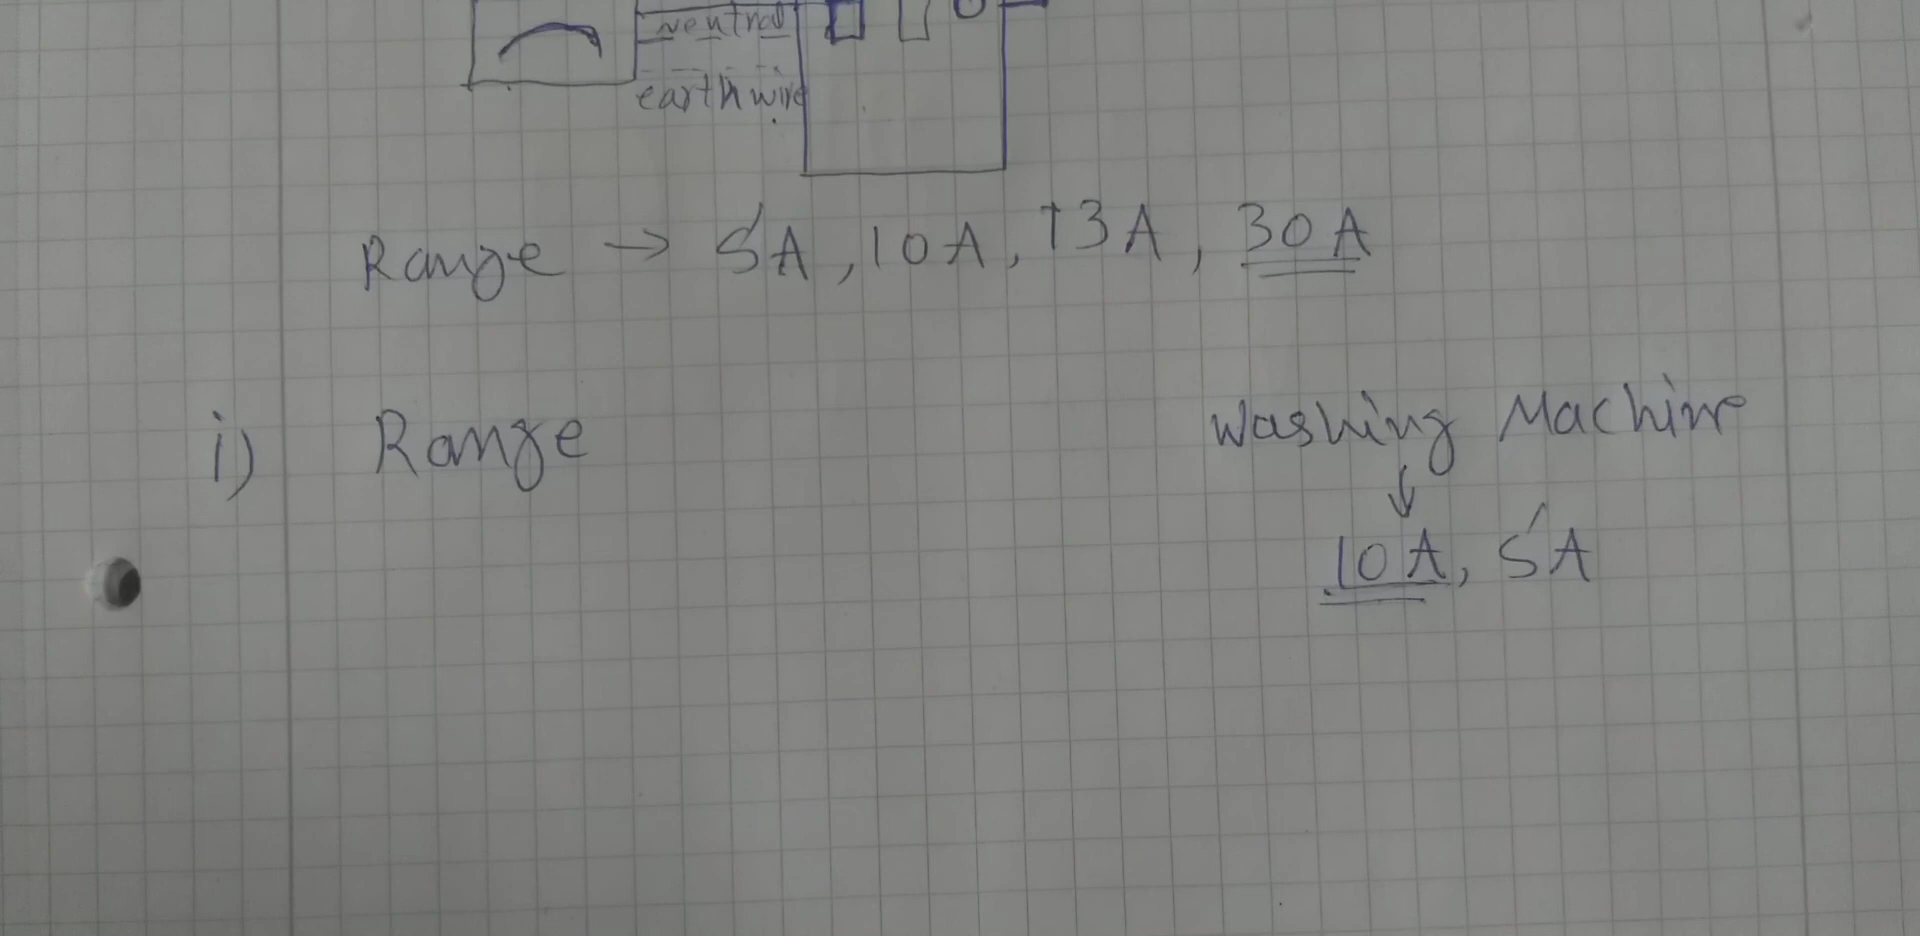 neutral
earth wire
Range → 5A, 10A, 13A, 30A
i) Range
Washing Machine
↓
10A, 5A